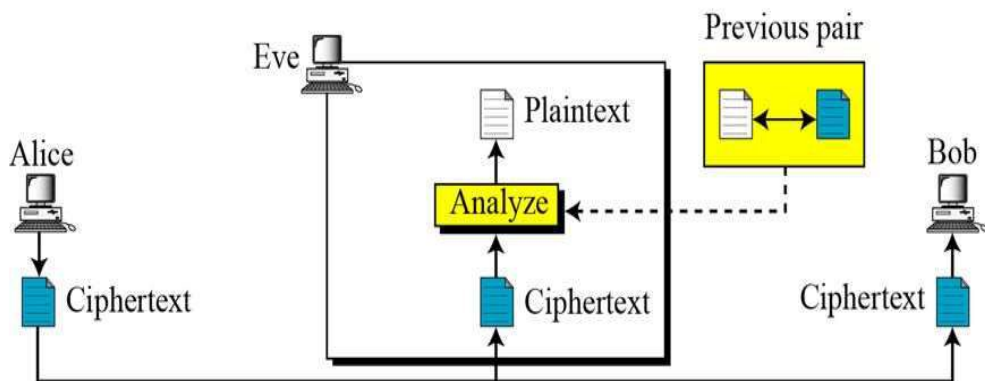 Previous pair
Eve
Plaintext
Alice
Bob
Analyze
Ciphertext
Ciphertext
Ciphertext